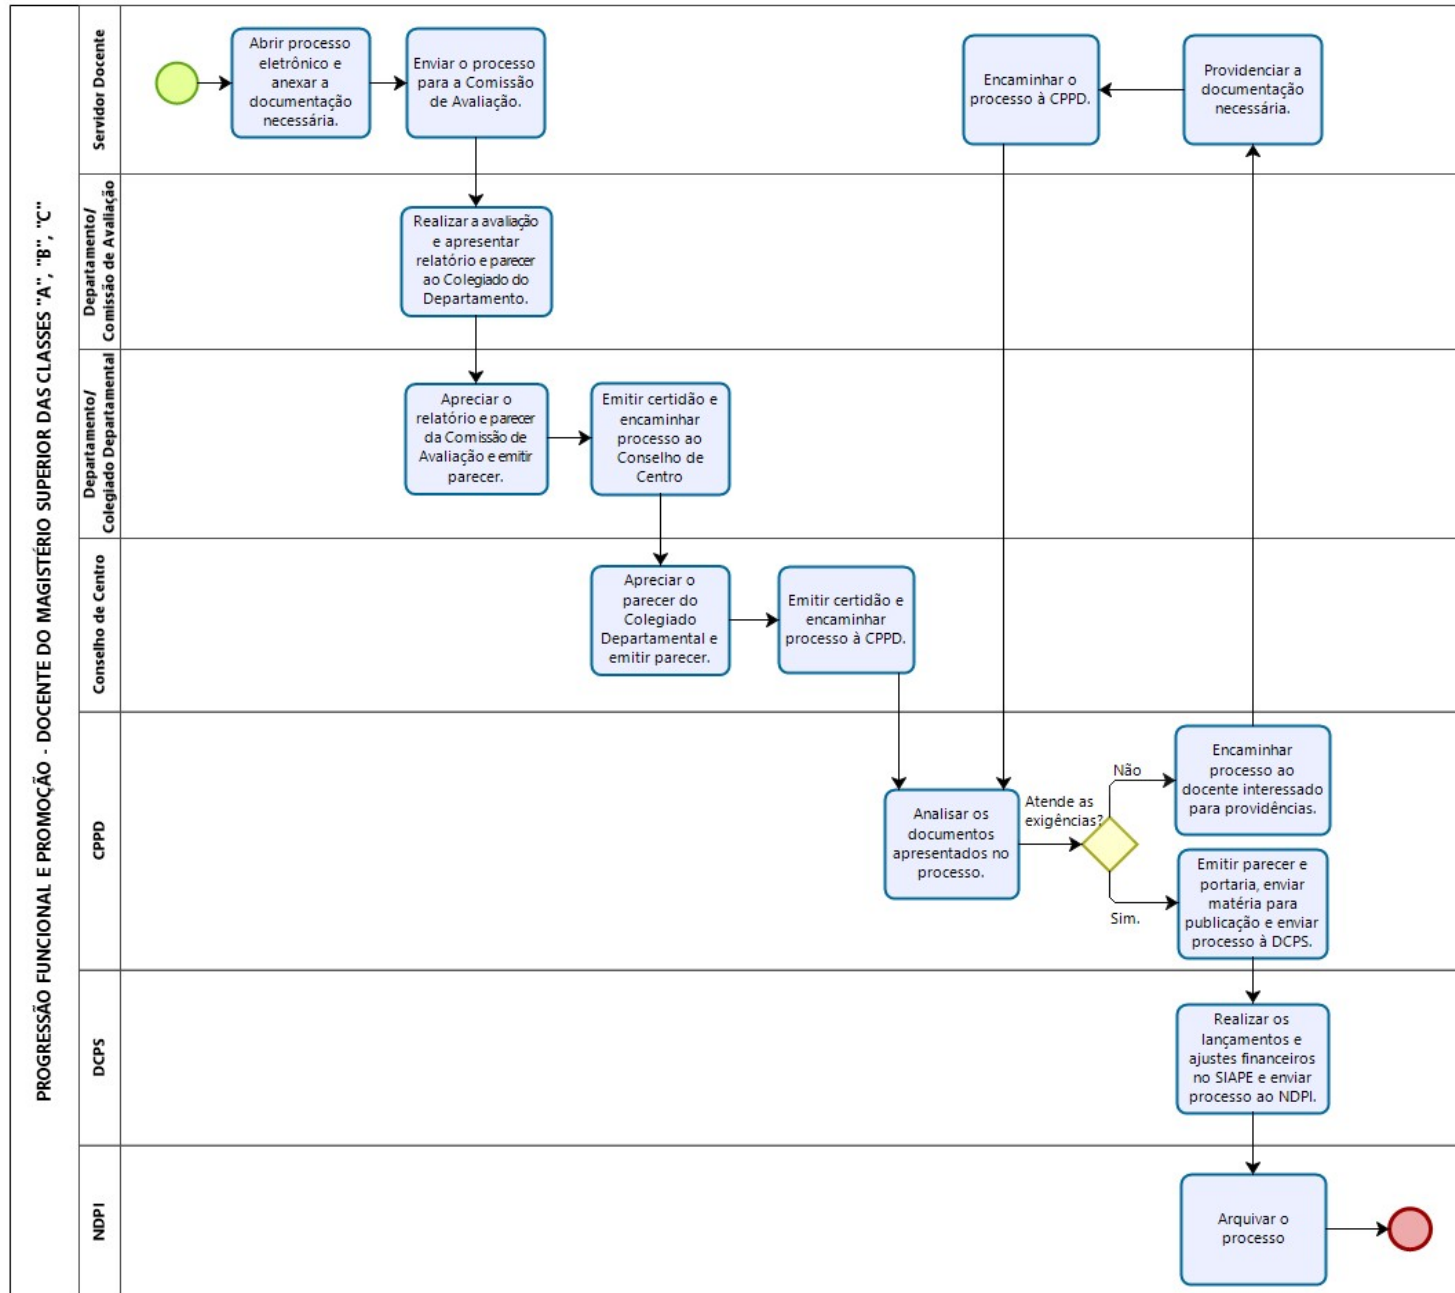 PROGRESSÃO FUNCIONAL E PROMOÇÃO - DOCENTE DO MAGISTÉRIO SUPERIOR DAS CLASSES "A", "B", "C"
Servidor Docente
Abrir processo
eletrônico e
anexar a
documentação
necessária.
Enviar o processo
para a Comissão
de Avaliação.
Encaminhar o
processo à CPPD.
Providenciar a
documentação
necessária.
Departamento/
Comissão de Avaliação
Realizar a avaliação
e apresentar
relatório e parecer
ao Colegiado do
Departamento.
Departamento/
Colegiado Departamental
Apreciar o
relatório e parecer
da Comissão de
Avaliação e emitir
parecer.
Emitir certidão e
encaminhar
processo ao
Conselho de
Centro
Conselho de Centro
Apreciar o
parecer do
Colegiado
Departamental e
emitir parecer.
Emitir certidão e
encaminhar
processo à CPPD.
CPPD
Analisar os
documentos
apresentados no
processo.
Atende as
exigências?
Não
Encaminhar
processo ao
docente interessado
para providências.
Sim.
Emitir parecer e
portaria, enviar
matéria para
publicação e enviar
processo à DCPS.
DCPS
Realizar os
lançamentos e
ajustes financeiros
no SIAPE e enviar
processo ao NDPI.
NDPI
Arquivar o
processo